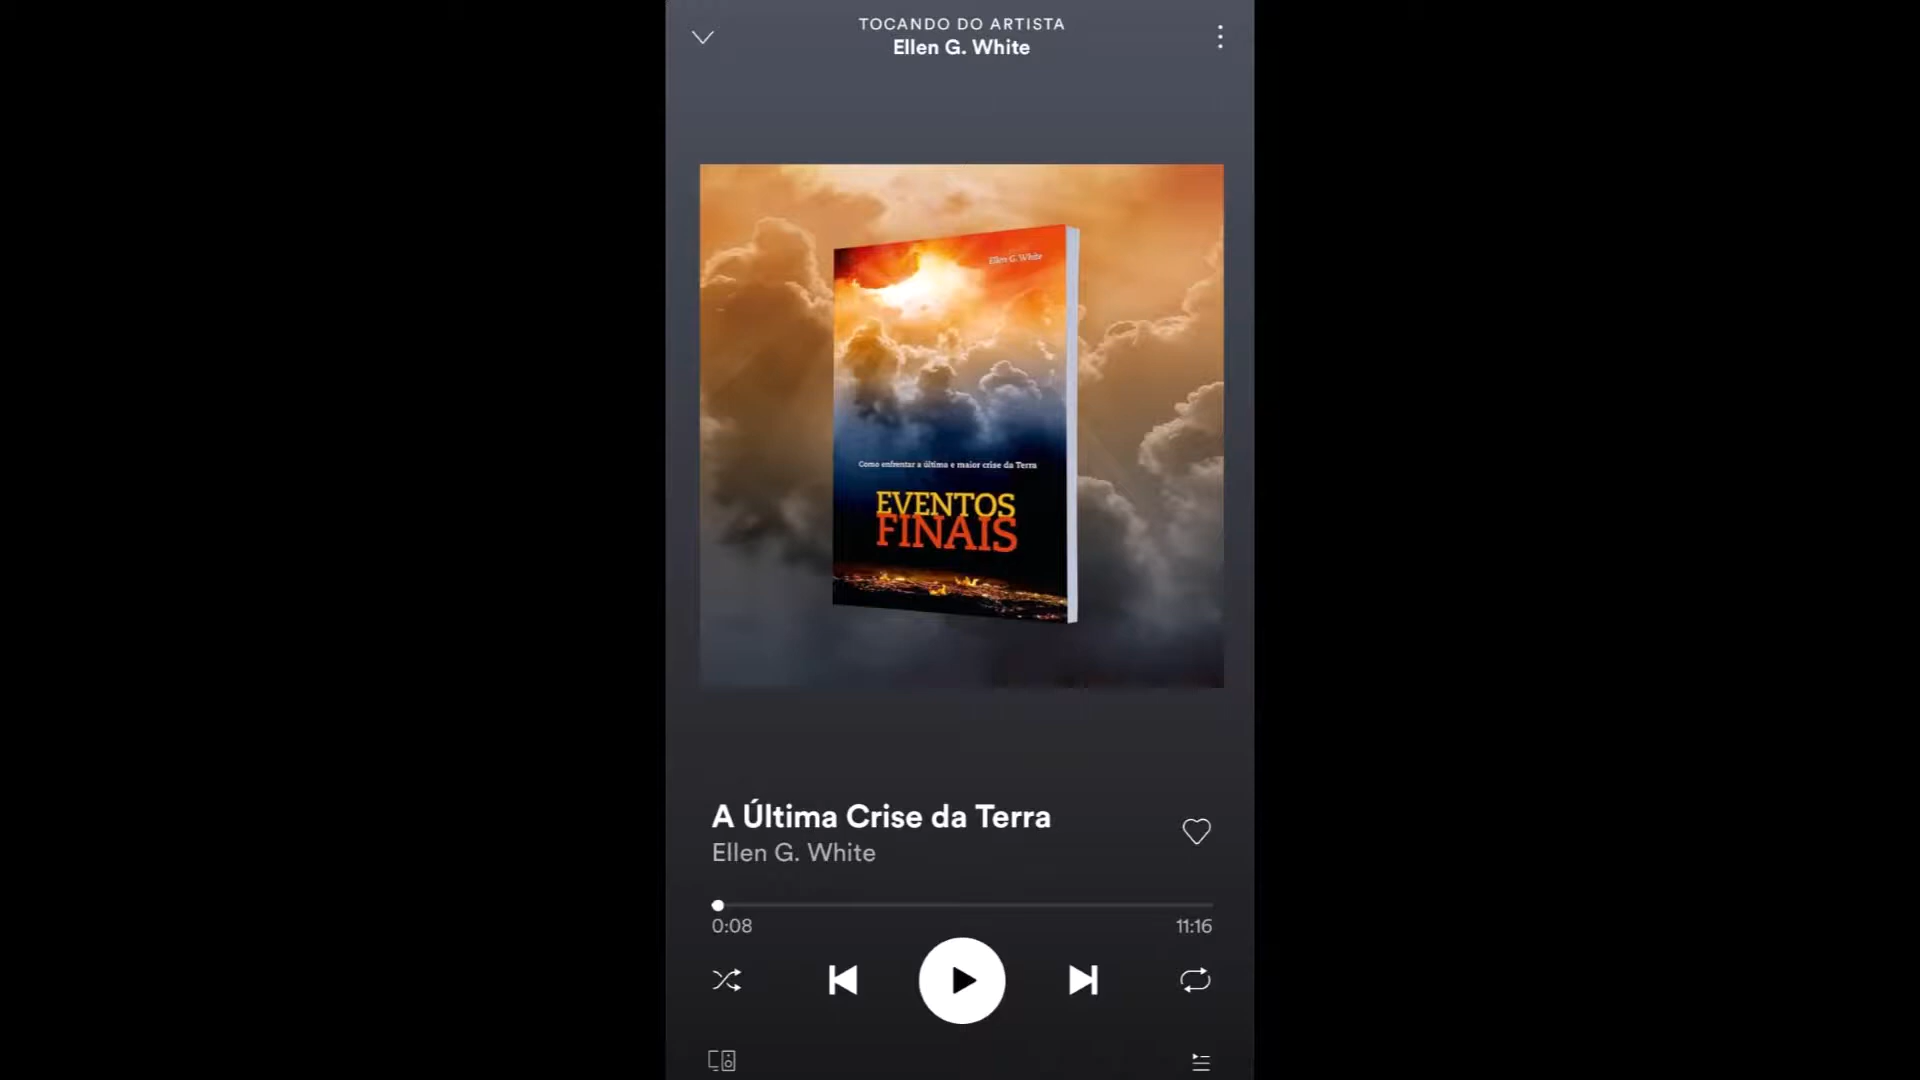 TOCANDO DO ARTISTA
Ellen G. White
Ellen G. White
Como enfrentar a última e maior crise da Terra
EVENTOS
FINAIS
A Última Crise da Terra
Ellen G. White
0:08
11:16